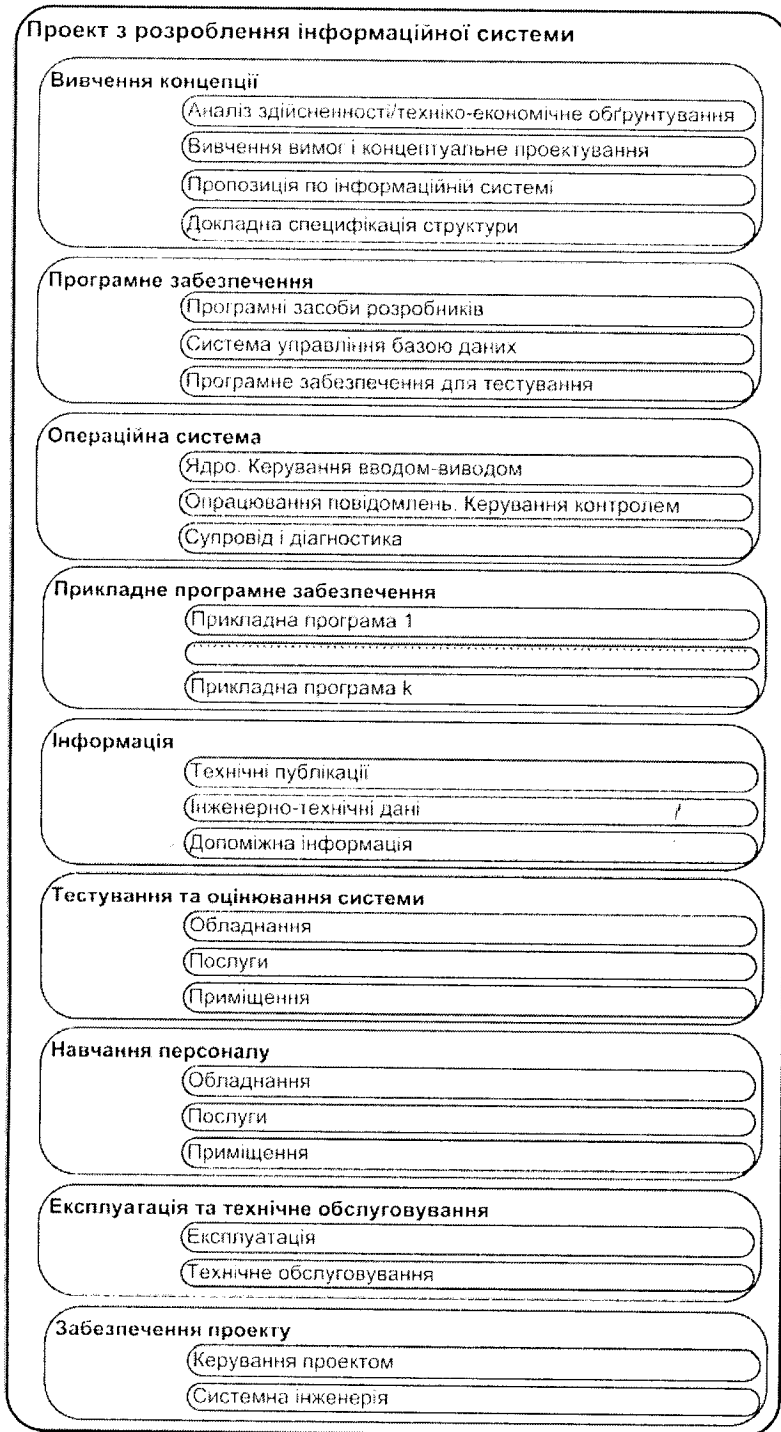 Проект з розроблення інформаційної системи
Вивчення концепції
Аналіз здійсненності/техніко-економічне обґрунтування
Вивчення вимог і концептуальне проектування
Пропозиція по інформаційній системі
Докладна специфікація структури
Програмне забезпечення
Програмні засоби розробників
Система управління базою даних
Програмне забезпечення для тестування
Операційна система
Ядро. Керування вводом-виводом
Опрацювання повідомлень. Керування контролем
Супровід і діагностика
Прикладне програмне забезпечення
Прикладна програма 1
Прикладна програма k
Інформація
Технічні публікації
Інженерно-технічні дані
Допоміжна інформація
Тестування та оцінювання системи
Обладнання
Послуги
Приміщення
Навчання персоналу
Обладнання
Послуги
Приміщення
Експлуатація та технічне обслуговування
Експлуатація
Технічне обслуговування
Забезпечення проекту
Керування проектом
Системна інженерія